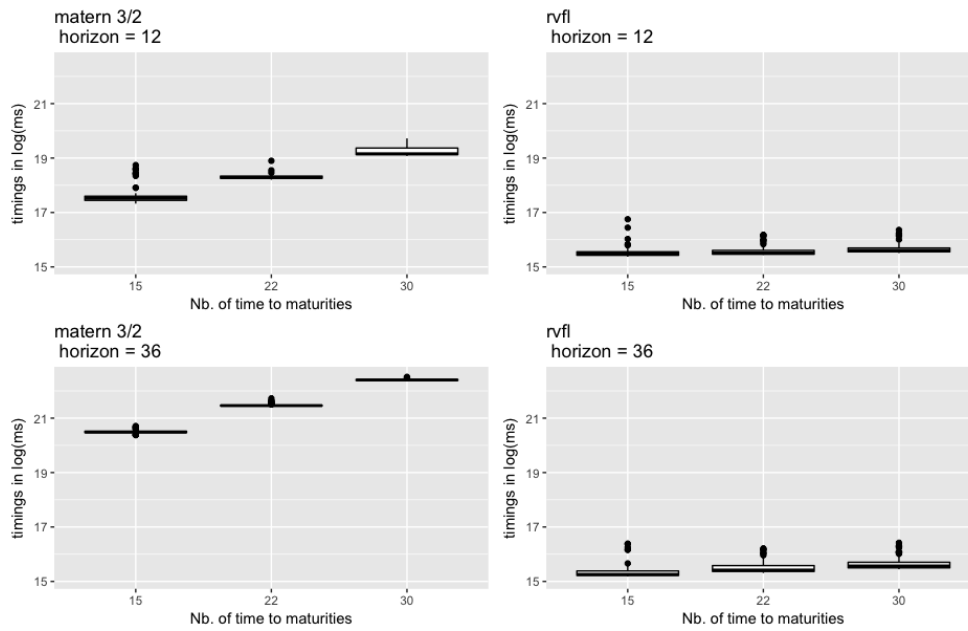 matern 3/2
horizon = 12
timings in log(ms)
21
19
17
15
15
22
30
Nb. of time to maturities
rvfl
horizon = 12
timings in log(ms)
21
19
17
15
15
22
30
Nb. of time to maturities
matern 3/2
horizon = 36
timings in log(ms)
21
19
17
15
15
22
30
Nb. of time to maturities
rvfl
horizon = 36
timings in log(ms)
21
19
17
15
15
22
30
Nb. of time to maturities